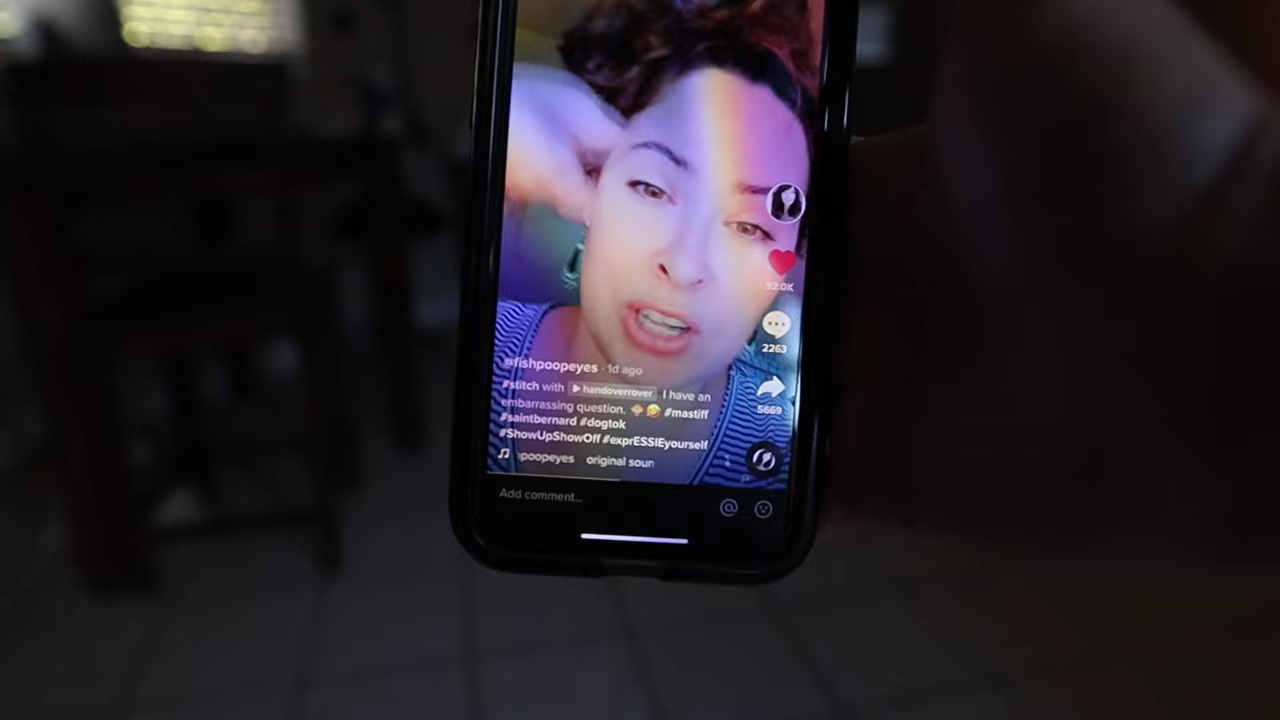 92.0K
2263
5669
@fishpoopeyes · 1d ago
#stitch with ▶ handoverrover I have an
embarrassing question. #mastiff
#saintbernard #dogtok
#ShowUpShowOff #exprESSIEyourself
poopeyes original soun
Add comment...